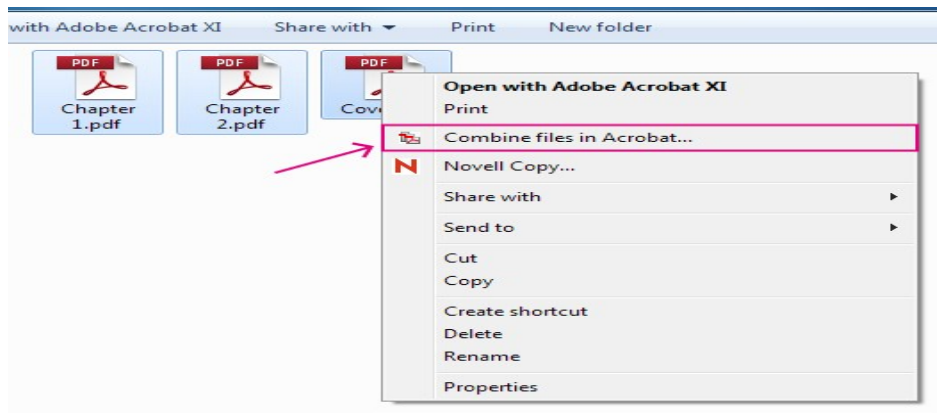 with Adobe Acrobat XI Share with Print New folder
PDF PDF PDF
Chapter 1.pdf
Chapter 2.pdf
Open with Adobe Acrobat XI
Print
Combine files in Acrobat...
N Novell Copy...
Share with
Send to
Cut
Copy
Create shortcut
Delete
Rename
Properties